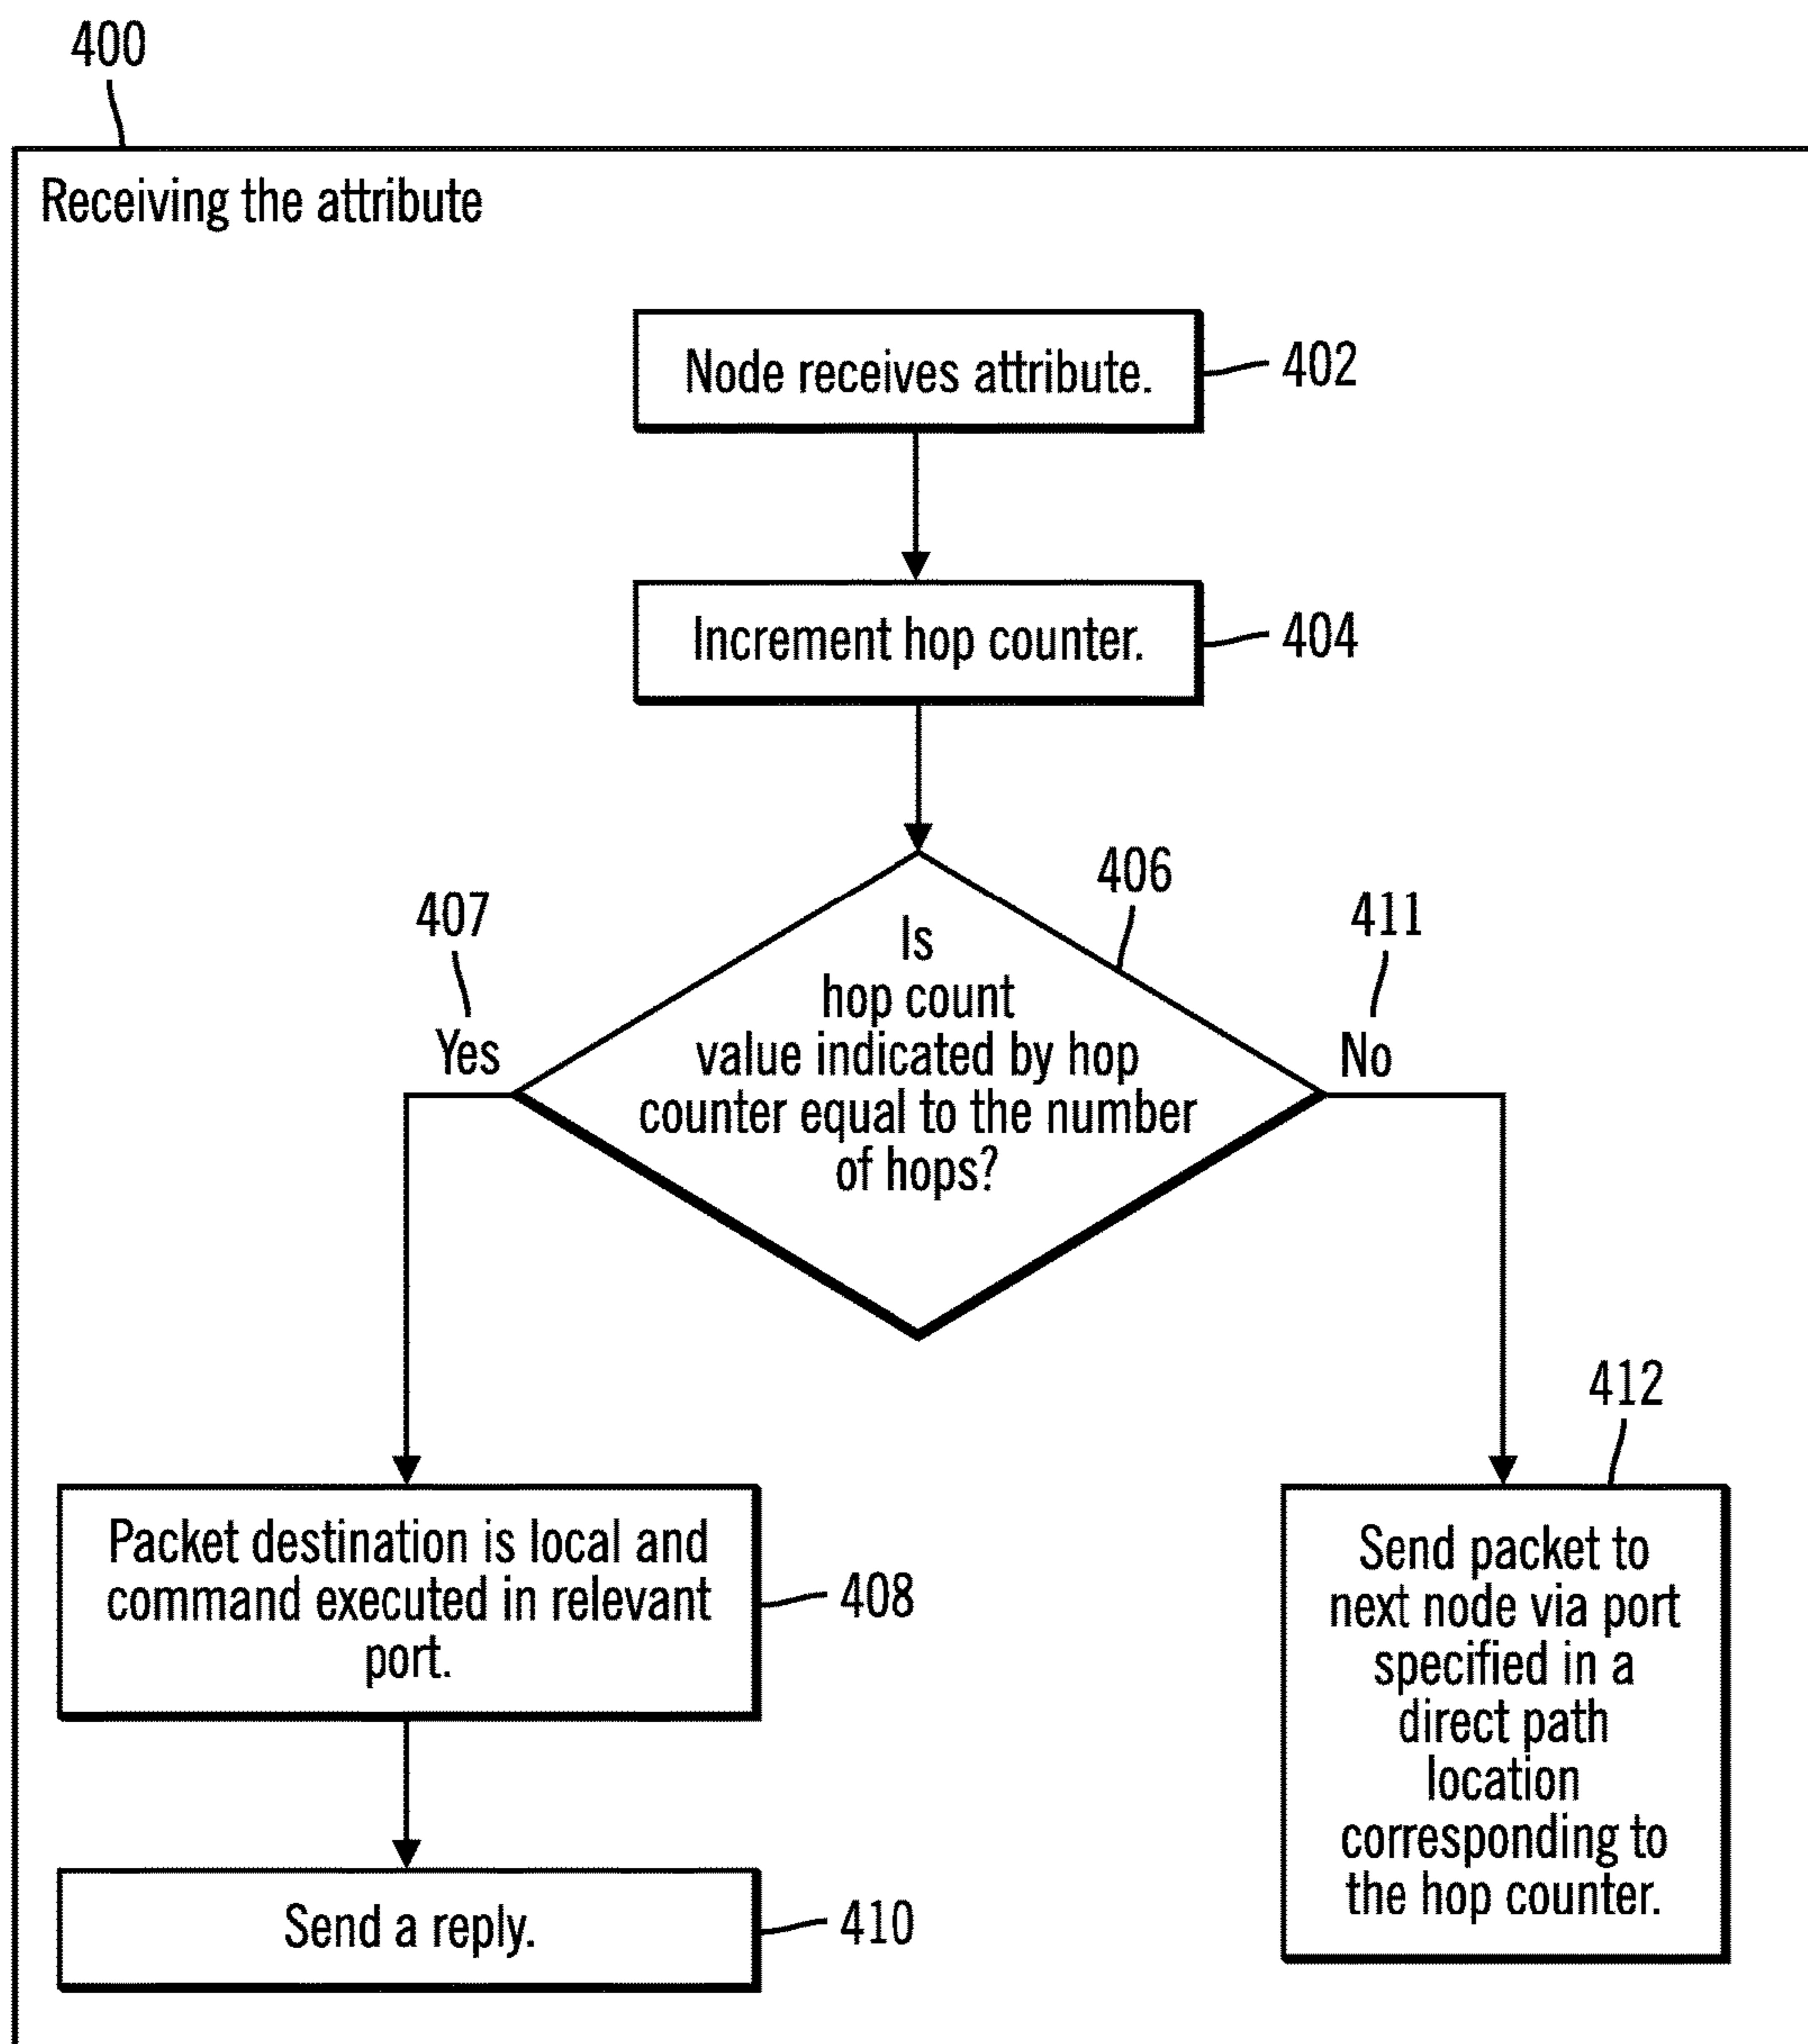 400
Receiving the attribute
Node receives attribute.
402
Increment hop counter.
404
406
407
411
Is
hop count
value indicated by hop
counter equal to the number
of hops?
Yes
No
412
Packet destination is local and
command executed in relevant
port.
408
Send packet to
next node via port
specified in a
direct path
location
corresponding to
the hop counter.
Send a reply.
410